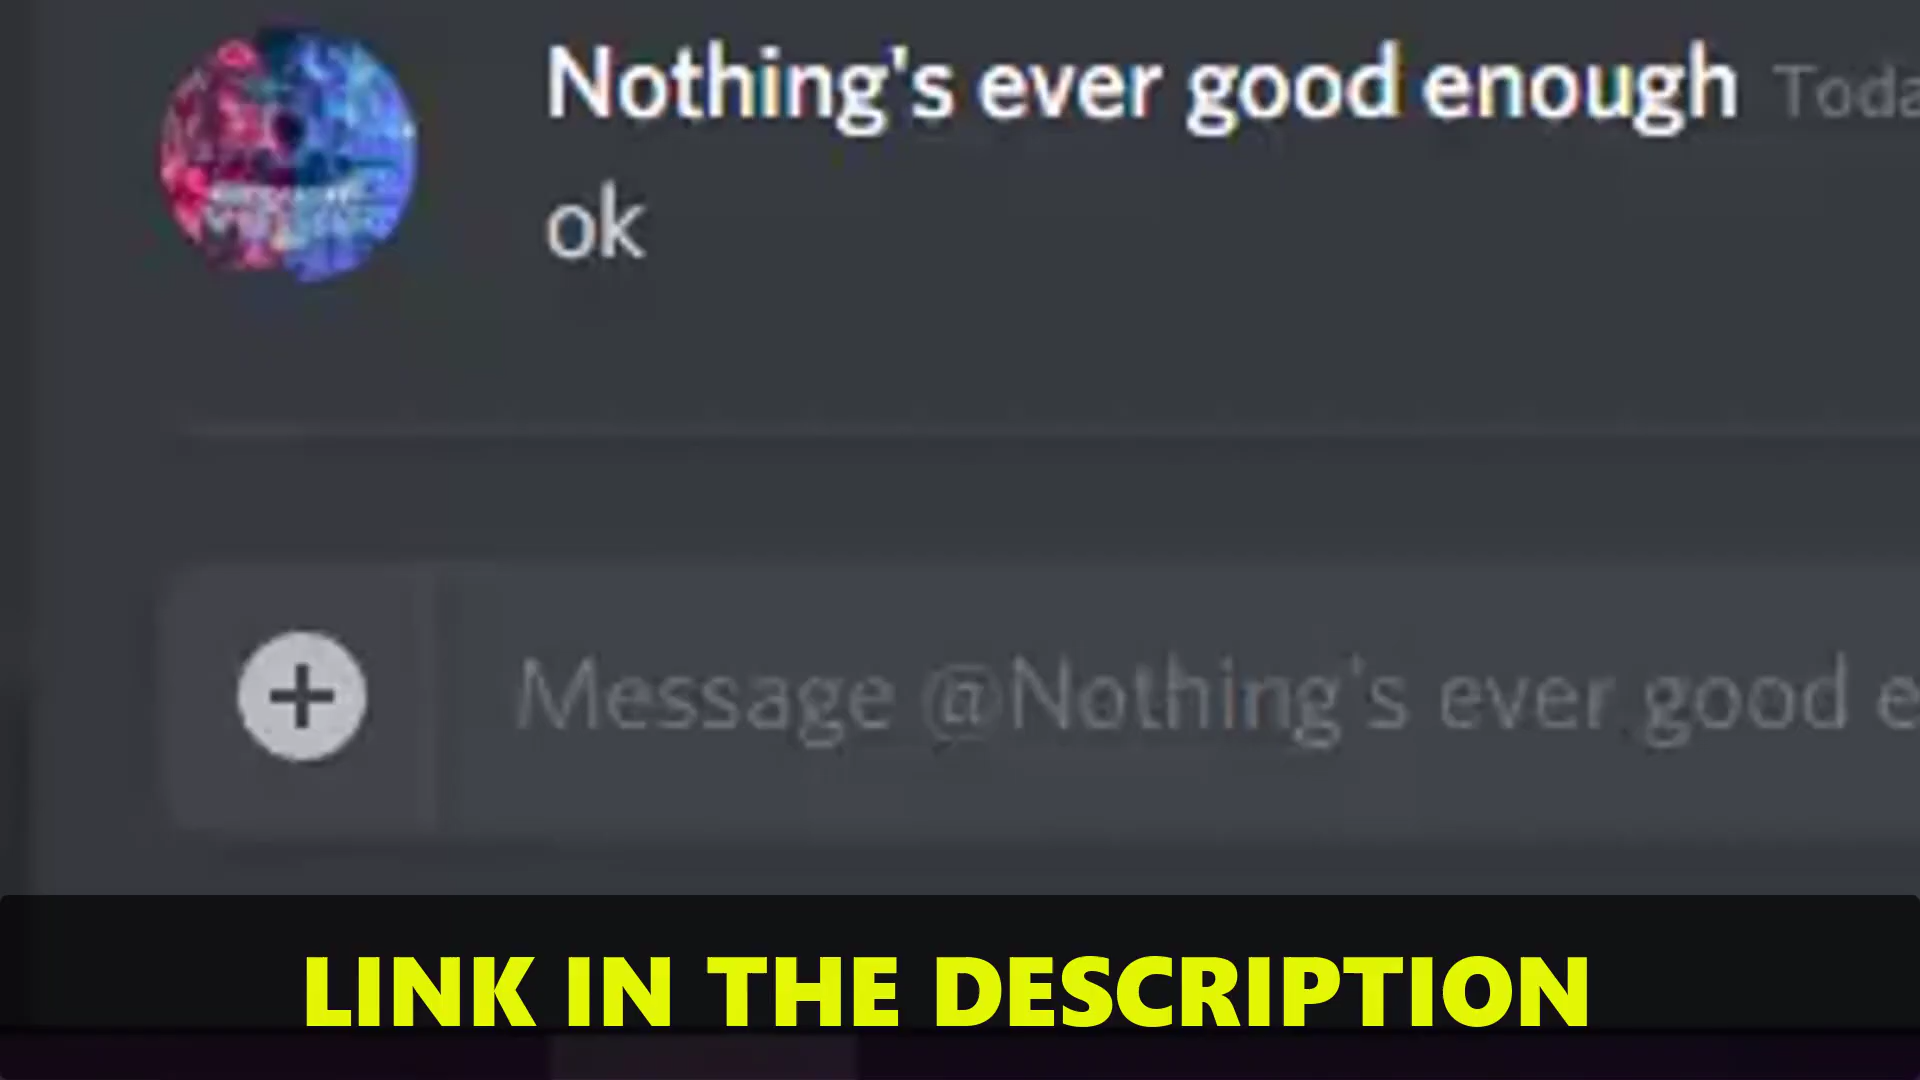 Nothing's ever good enough
ok
Message @Nothing's ever good
LINK IN THE DESCRIPTION